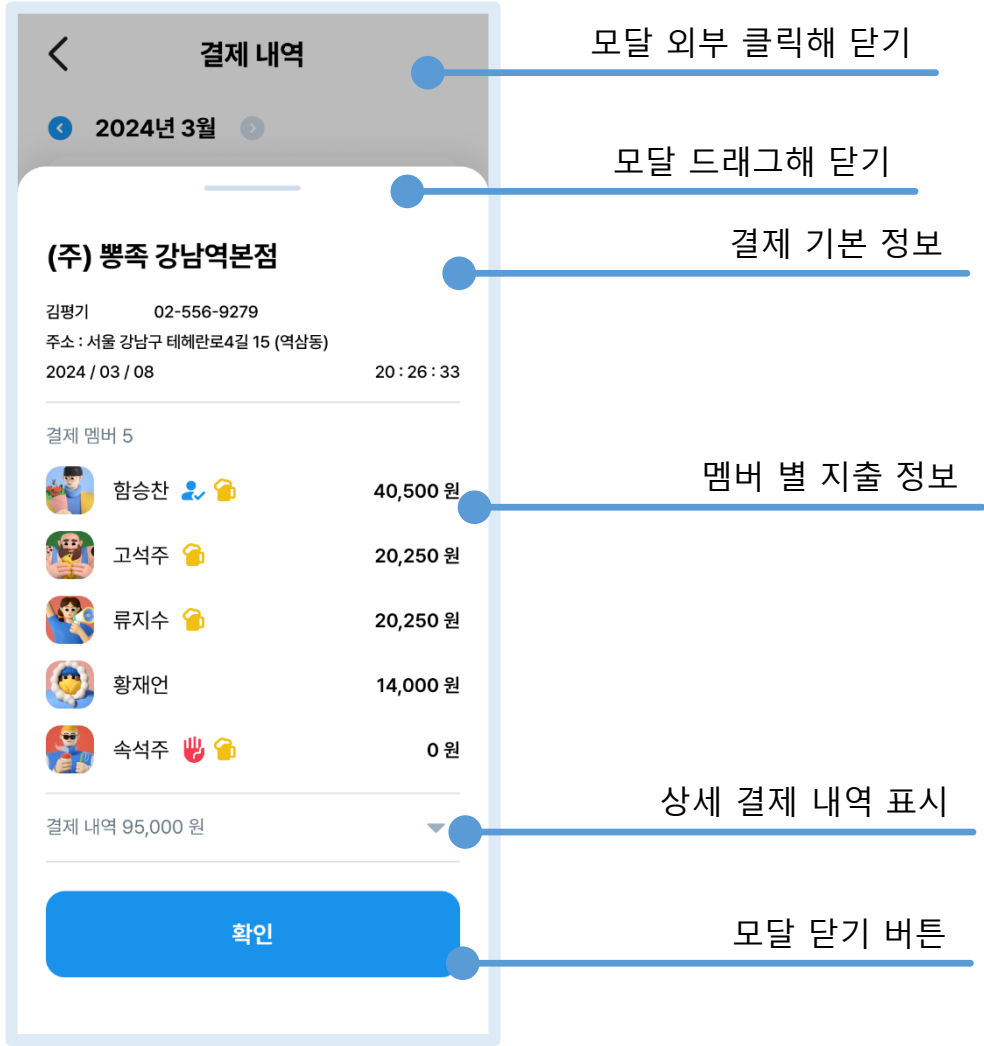 결제 내역
모달 외부 클릭해 닫기
2024년 3월
모달 드래그해 닫기
(주) 뽕족 강남역본점
결제 기본 정보
김평기 02-556-9279
주소 : 서울 강남구 테헤란로4길 15 (역삼동)
2024 / 03 / 08 20 : 26 : 33
결제 멤버 5
함승찬 40,500 원
멤버 별 지출 정보
고석주 20,250 원
류지수 20,250 원
황재언 14,000 원
속석주 0 원
상세 결제 내역 표시
결제 내역 95,000 원
확인
모달 닫기 버튼